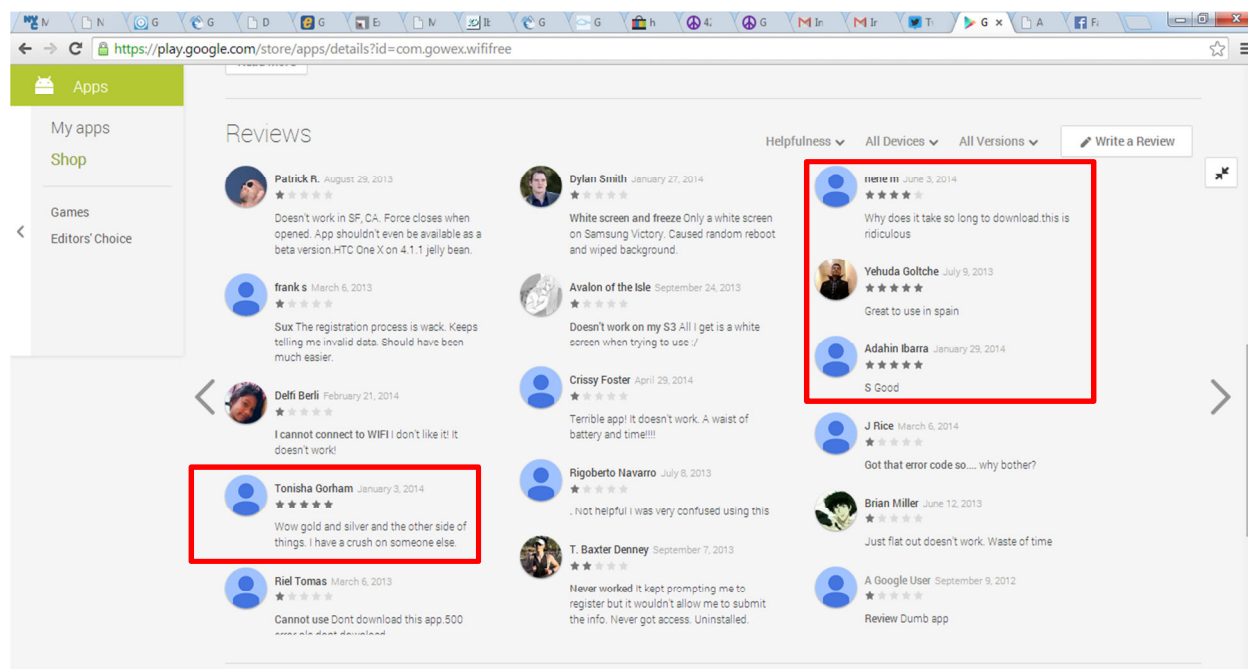 https://play.google.com/store/apps/details?id=com.gowex.wififree
Apps
My apps
Shop
Games
Editors' Choice
Read More
Reviews
Helpfulness
All Devices
All Versions
Write a Review
Patrick R. August 29, 2013
Doesn't work in SF, CA. Force closes when
opened. App shouldn't even be available as a
beta version.HTC One X on 4.1.1 jelly bean.
frank s March 6, 2013
Sux The registration process is wack. Keeps
telling me invalid data. Should have been
much easier.
Delfi Berli February 21, 2014
I cannot connect to WIFI I don't like it! It
doesn't work!
Tonisha Gorham January 3, 2014
Wow gold and silver and the other side of
things. I have a crush on someone else.
Riel Tomas March 6, 2013
Cannot use Dont download this app.500
error plz dont download
Dylan Smith January 27, 2014
White screen and freeze Only a white screen
on Samsung Victory. Caused random reboot
and wiped background.
Avalon of the Isle September 24, 2013
Doesn't work on my S3 All I get is a white
screen when trying to use :/
Crissy Foster April 29, 2014
Terrible app! It doesn't work. A waist of
battery and time!!!!
Rigoberto Navarro July 8, 2013
. Not helpful I was very confused using this
T. Baxter Denney September 7, 2013
Never worked It kept prompting me to
register but it wouldn't allow me to submit
the info. Never got access. Uninstalled.
nene m June 3, 2014
Why does it take so long to download.this is
ridiculous
Yehuda Goltche July 9, 2013
Great to use in spain
Adahin Ibarra January 29, 2014
S Good
J Rice March 6, 2014
Got that error code so.... why bother?
Brian Miller June 12, 2013
Just flat out doesn't work. Waste of time
A Google User September 9, 2012
Review Dumb app